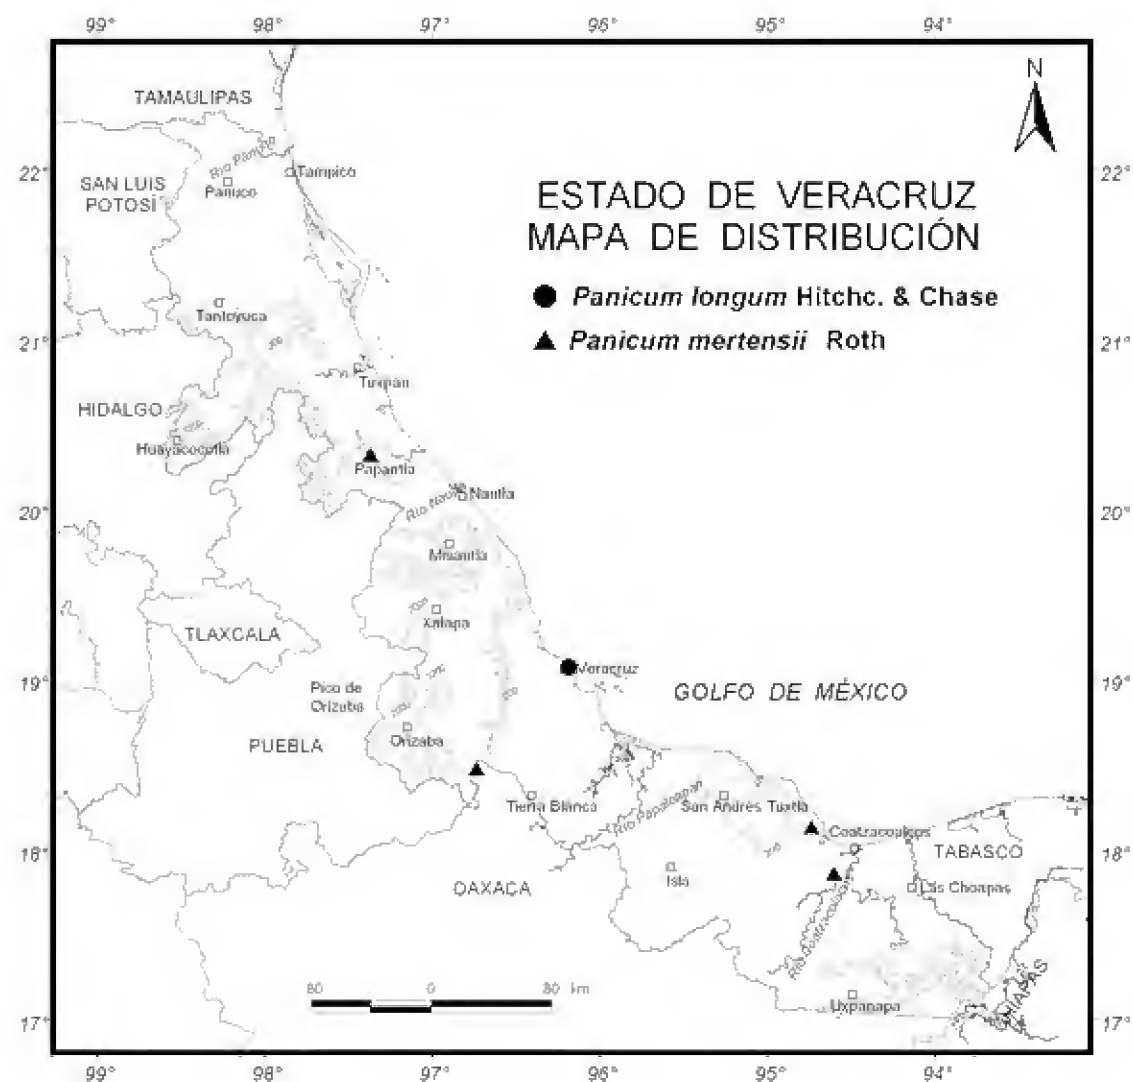 99° 98° 97° 96° 95° 94°
N
TAMAULIPAS
Río Pánuco
22° 22°
Tampico
SAN LUIS
POTOSÍ
Pánuco
ESTADO DE VERACRUZ
MAPA DE DISTRIBUCIÓN
Panicum longum Hitchc. & Chase
Panicum mertensii Roth
Tantoyuca
21° 21°
200
Tuxpan
HIDALGO
Huayacocotla
Papantla
Río Nautla
Nautla
20° 20°
Misantla
Xalapa
TLAXCALA
Veracruz
19° 19°
GOLFO DE MÉXICO
Pico de
Orizaba
Orizaba
PUEBLA
Tierra Blanca
Río Papaloapan
San Andrés Tuxtla
Coatzacoalcos
200
TABASCO
18° 18°
OAXACA
Isla
Las Choapas
Río Coatzacoalcos
CHIAPAS
Uxpanapa
0 km
17° 17°
99° 98° 97° 96° 95° 94°